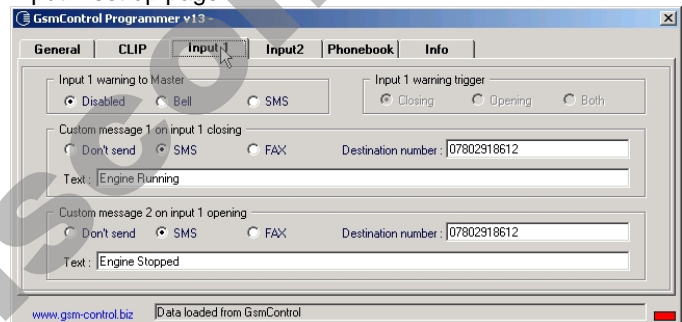 GsmControl Programmer v13 -
General CLIP Input 1 Input2 Phonebook Info
Input 1 warning to Master Input 1 warning trigger
Disabled Bell SMS Closing Opening Both
Custom message 1 on input 1 closing
Don't send SMS FAX Destination number : 07802918612
Text : Engine Running
Custom message 2 on input 1 opening
Don't send SMS FAX Destination number : 07802918612
Text : Engine Stopped
www.gsm-control.biz Data loaded from GsmControl